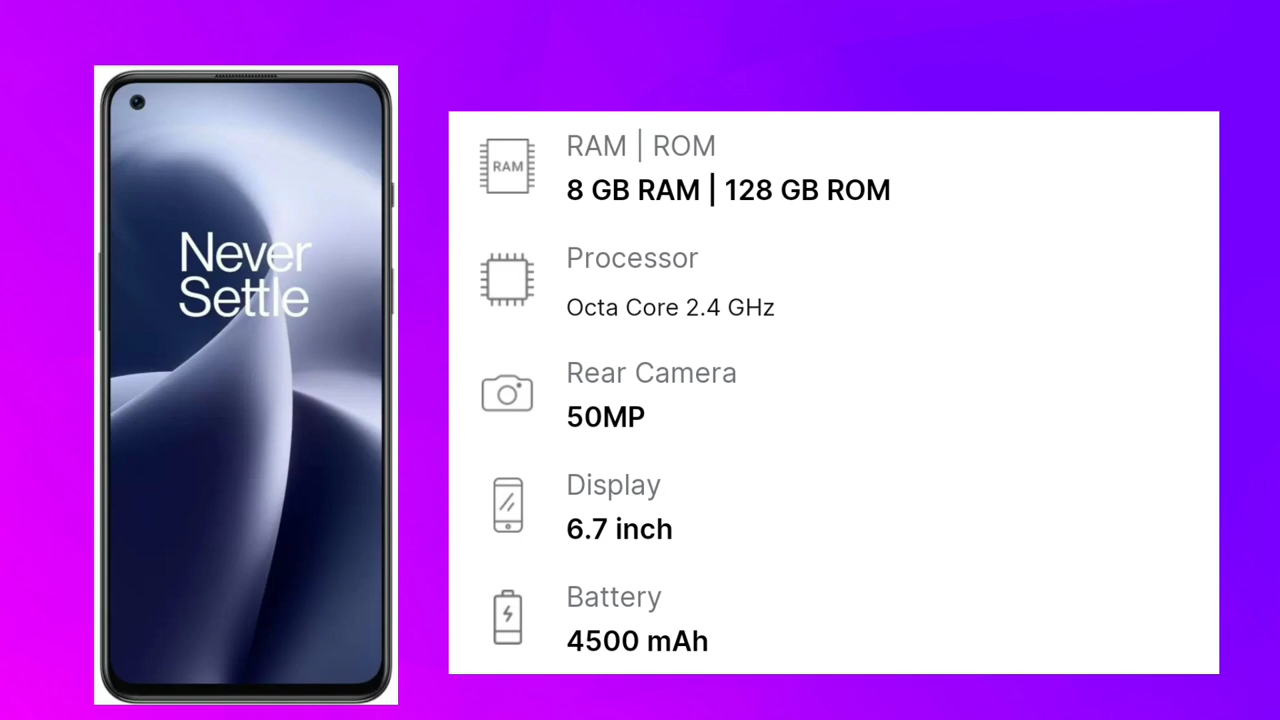 Never
Settle
RAM | ROM
RAM
8 GB RAM | 128 GB ROM
Processor
Octa Core 2.4 GHz
Rear Camera
50MP
Display
6.7 inch
Battery
4500 mAh